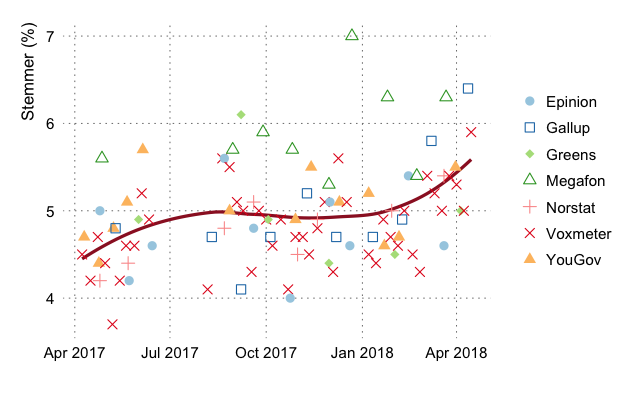 Stemmer (%)
7
6
5
4
Apr 2017 Jul 2017 Oct 2017 Jan 2018 Apr 2018
Epinion
Gallup
Greens
Megafon
Norstat
Voxmeter
YouGov